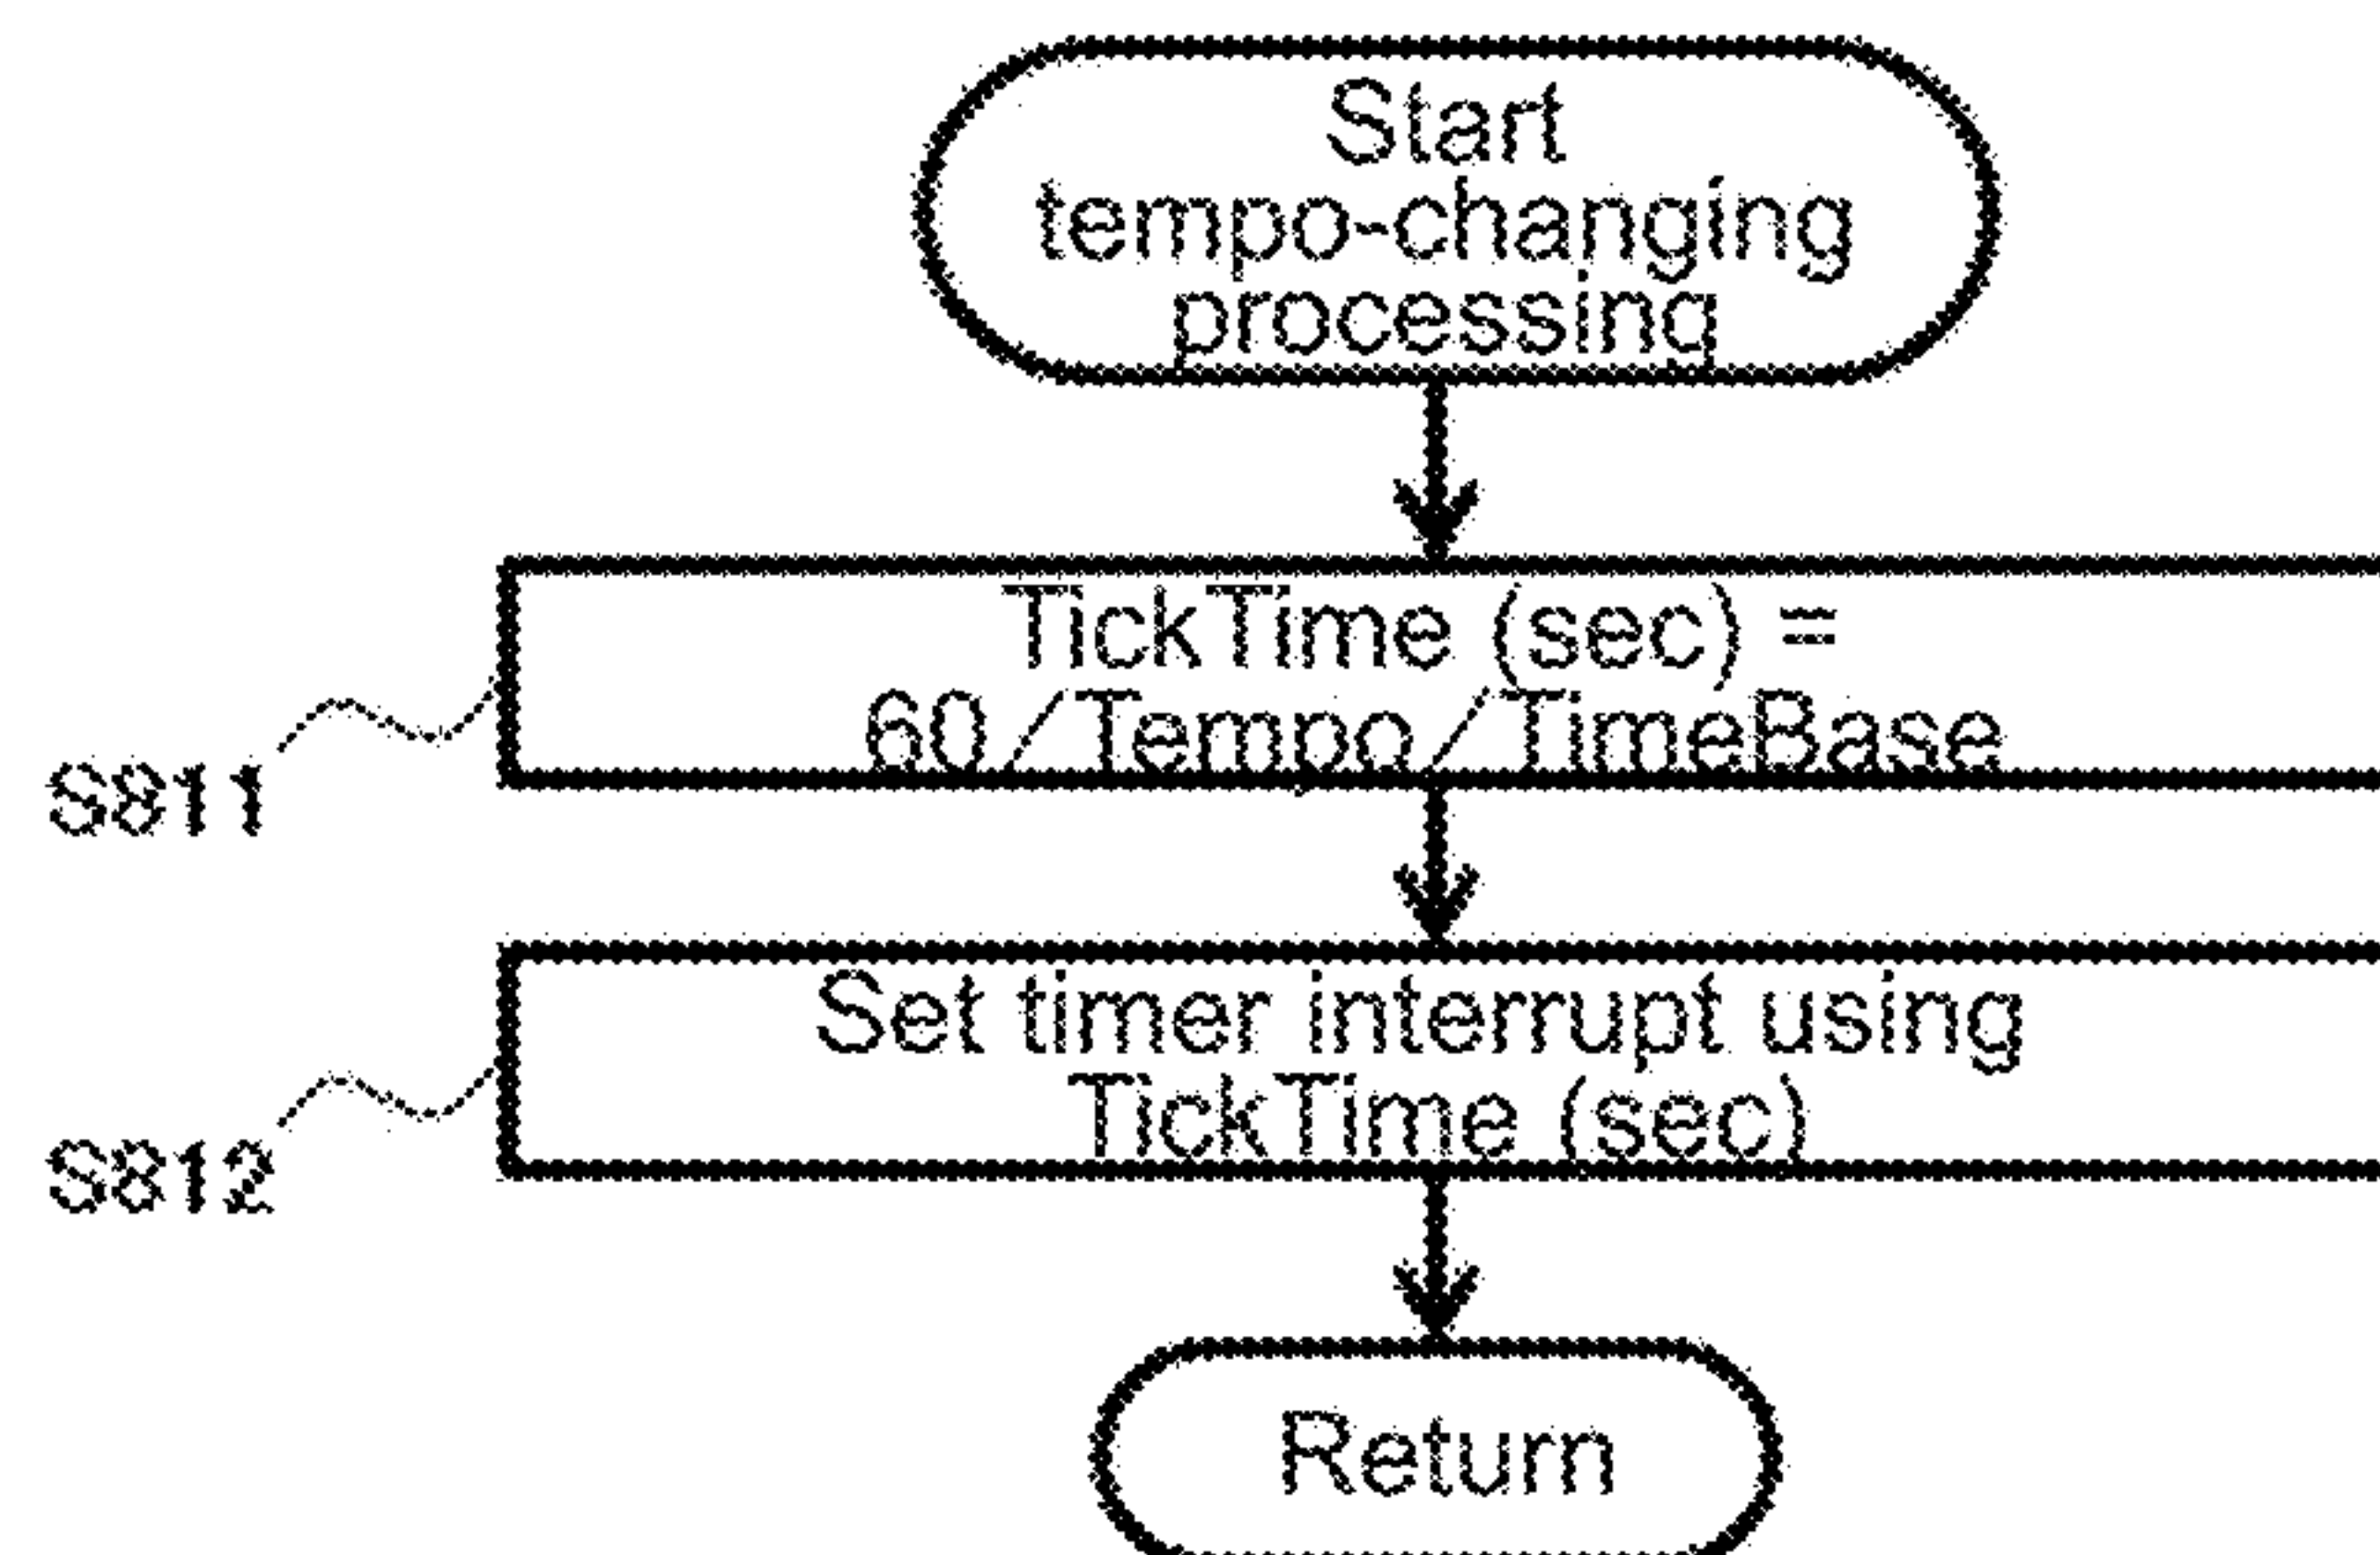 Start
tempo-changing
processing
TickTime (sec) =
60/Tempo/TimeBase
S811
Set timer interrupt using
TickTime (sec)
S812
Return